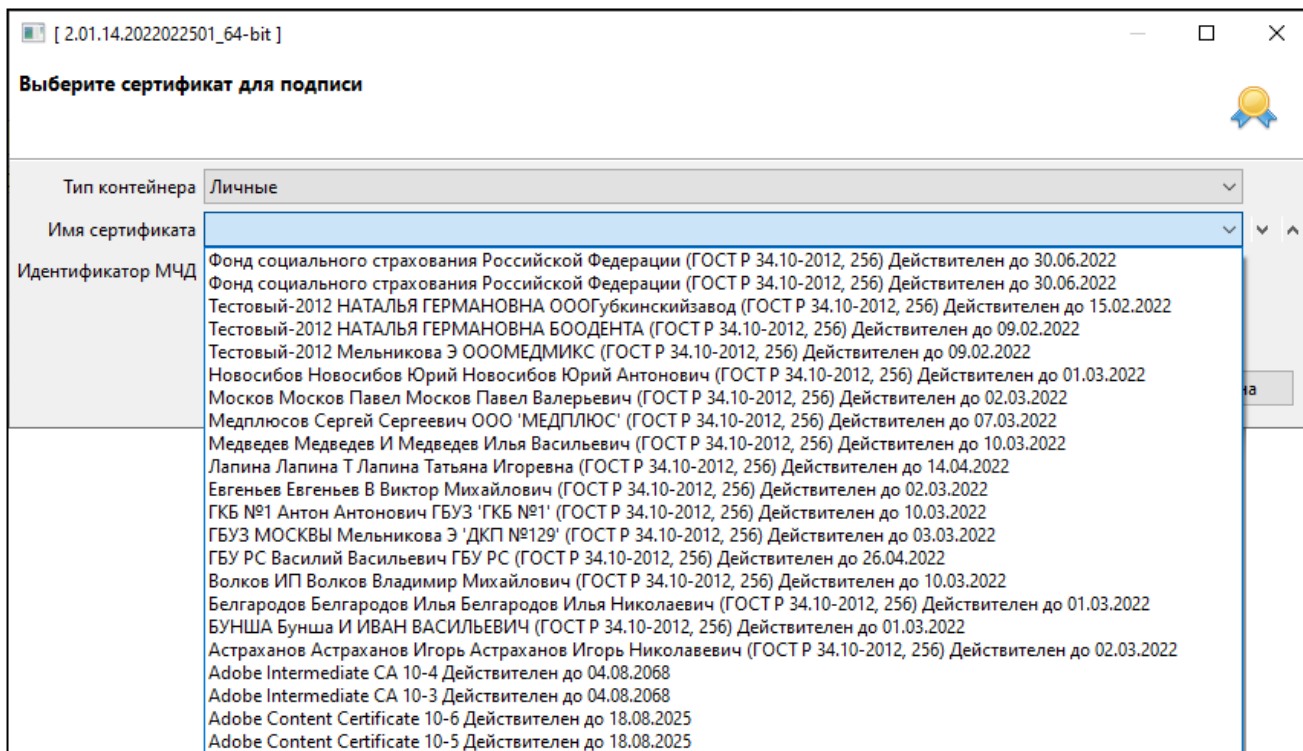 [ 2.01.14.2022022501_64-bit ]
Выберите сертификат для подписи
Тип контейнера Личные
Имя сертификата
Идентификатор МЧД
Фонд социального страхования Российской Федерации (ГОСТ Р 34.10-2012, 256) Действителен до 30.06.2022
Фонд социального страхования Российской Федерации (ГОСТ Р 34.10-2012, 256) Действителен до 30.06.2022
Тестовый-2012 НАТАЛЬЯ ГЕРМАНОВНА ОООГубкинскийзавод (ГОСТ Р 34.10-2012, 256) Действителен до 15.02.2022
Тестовый-2012 НАТАЛЬЯ ГЕРМАНОВНА БООДЕНТА (ГОСТ Р 34.10-2012, 256) Действителен до 09.02.2022
Тестовый-2012 Мельникова Э ОООМЕДМИКС (ГОСТ Р 34.10-2012, 256) Действителен до 09.02.2022
Новосибов Новосибов Юрий Новосибов Юрий Антонович (ГОСТ Р 34.10-2012, 256) Действителен до 01.03.2022
Москов Москов Павел Москов Павел Валерьевич (ГОСТ Р 34.10-2012, 256) Действителен до 02.03.2022
Медплюсов Сергей Сергеевич ООО 'МЕДПЛЮС' (ГОСТ Р 34.10-2012, 256) Действителен до 07.03.2022
Медведев Медведев И Медведев Илья Васильевич (ГОСТ Р 34.10-2012, 256) Действителен до 10.03.2022
Лапина Лапина Т Лапина Татьяна Игоревна (ГОСТ Р 34.10-2012, 256) Действителен до 14.04.2022
Евгеньев Евгеньев В Виктор Михайлович (ГОСТ Р 34.10-2012, 256) Действителен до 02.03.2022
ГКБ №1 Антон Антонович ГБУЗ 'ГКБ №1' (ГОСТ Р 34.10-2012, 256) Действителен до 10.03.2022
ГБУЗ МОСКВЫ Мельникова Э 'ДКП №129' (ГОСТ Р 34.10-2012, 256) Действителен до 03.03.2022
ГБУ РС Василий Васильевич ГБУ РС (ГОСТ Р 34.10-2012, 256) Действителен до 26.04.2022
Волков ИП Волков Владимир Михайлович (ГОСТ Р 34.10-2012, 256) Действителен до 10.03.2022
Белгародов Белгародов Илья Белгародов Илья Николаевич (ГОСТ Р 34.10-2012, 256) Действителен до 01.03.2022
БУНША Бунша И ИВАН ВАСИЛЬЕВИЧ (ГОСТ Р 34.10-2012, 256) Действителен до 01.03.2022
Астраханов Астраханов Игорь Астраханов Игорь Николавевич (ГОСТ Р 34.10-2012, 256) Действителен до 02.03.2022
Adobe Intermediate CA 10-4 Действителен до 04.08.2068
Adobe Intermediate CA 10-3 Действителен до 04.08.2068
Adobe Content Certificate 10-6 Действителен до 18.08.2025
Adobe Content Certificate 10-5 Действителен до 18.08.2025